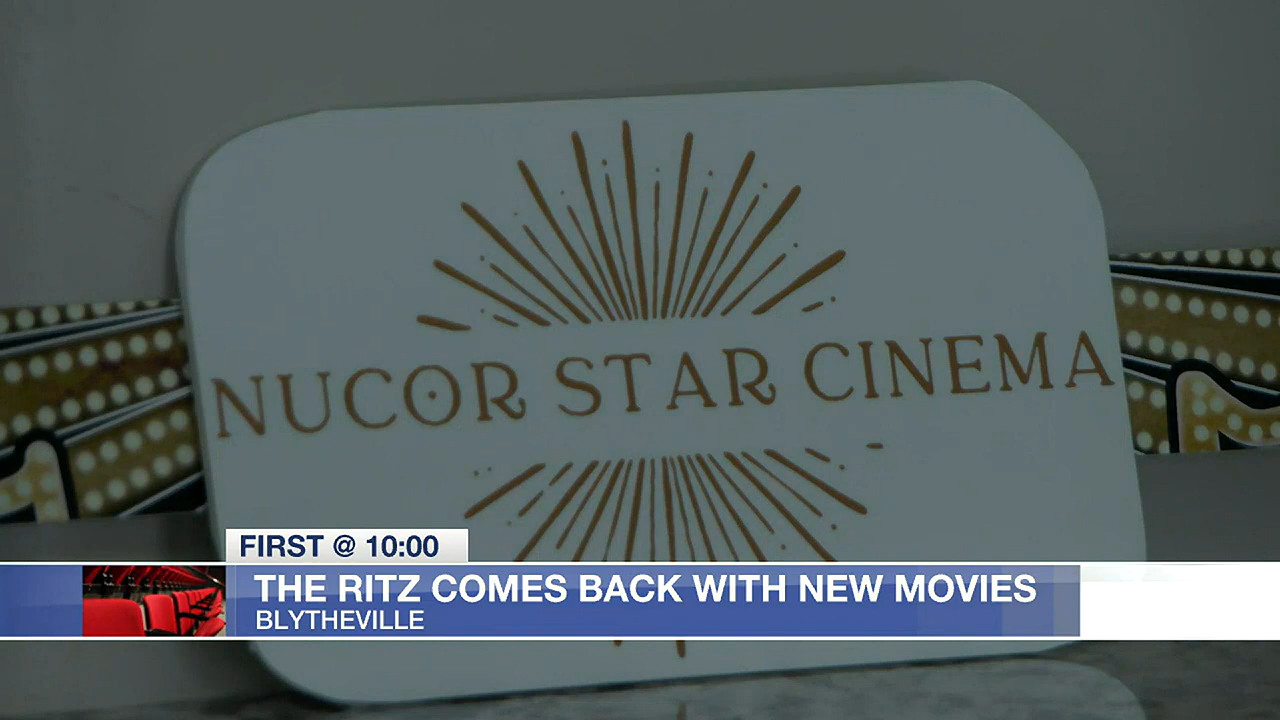 NUCOR STAR CINEMA
FIRST @ 10:00
THE RITZ COMES BACK WITH NEW MOVIES
BLYTHEVILLE